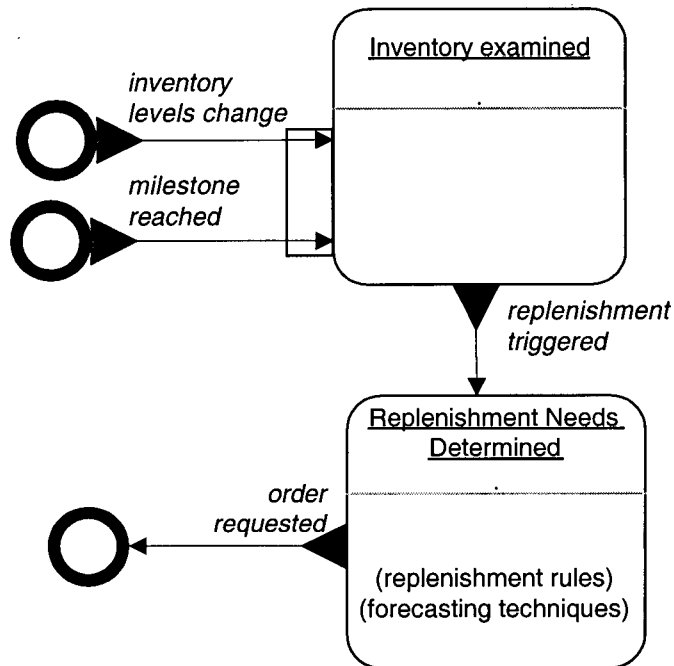 Inventory examined
inventory
levels change
milestone
reached
replenishment
triggered
Replenishment Needs
Determined
order
requested
(replenishment rules)
(forecasting techniques)